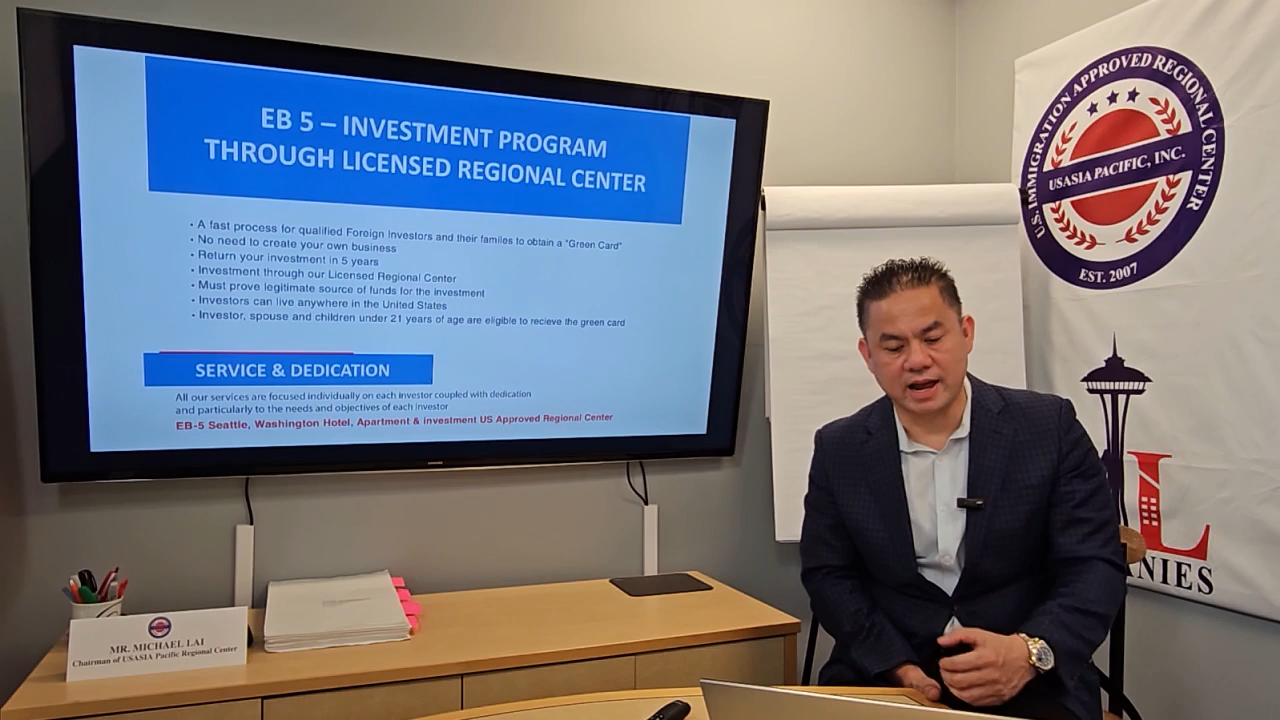 EB 5 – INVESTMENT PROGRAM
THROUGH LICENSED REGIONAL CENTER
• A fast process for qualified Foreign Investors and their familes to obtain a "Green Card"
• No need to create your own business
• Return your investment in 5 years
• Investment through our Licensed Regional Center
• Must prove legitimate source of funds for the investment
• Investors can live anywhere in the United States
• Investor, spouse and children under 21 years of age are eligible to recieve the green card
SERVICE & DEDICATION
All our services are focused individually on each investor coupled with dedication
and particularly to the needs and objectives of each investor
EB-5 Seattle, Washington Hotel, Apartment & investment US Approved Regional Center
U.S. IMMIGRATION APPROVED REGIONAL CENTER
USASIA PACIFIC, INC.
EST. 2007
L
NIES
MR. MICHAEL LAI
Chairman of USASIA Pacific Regional Center